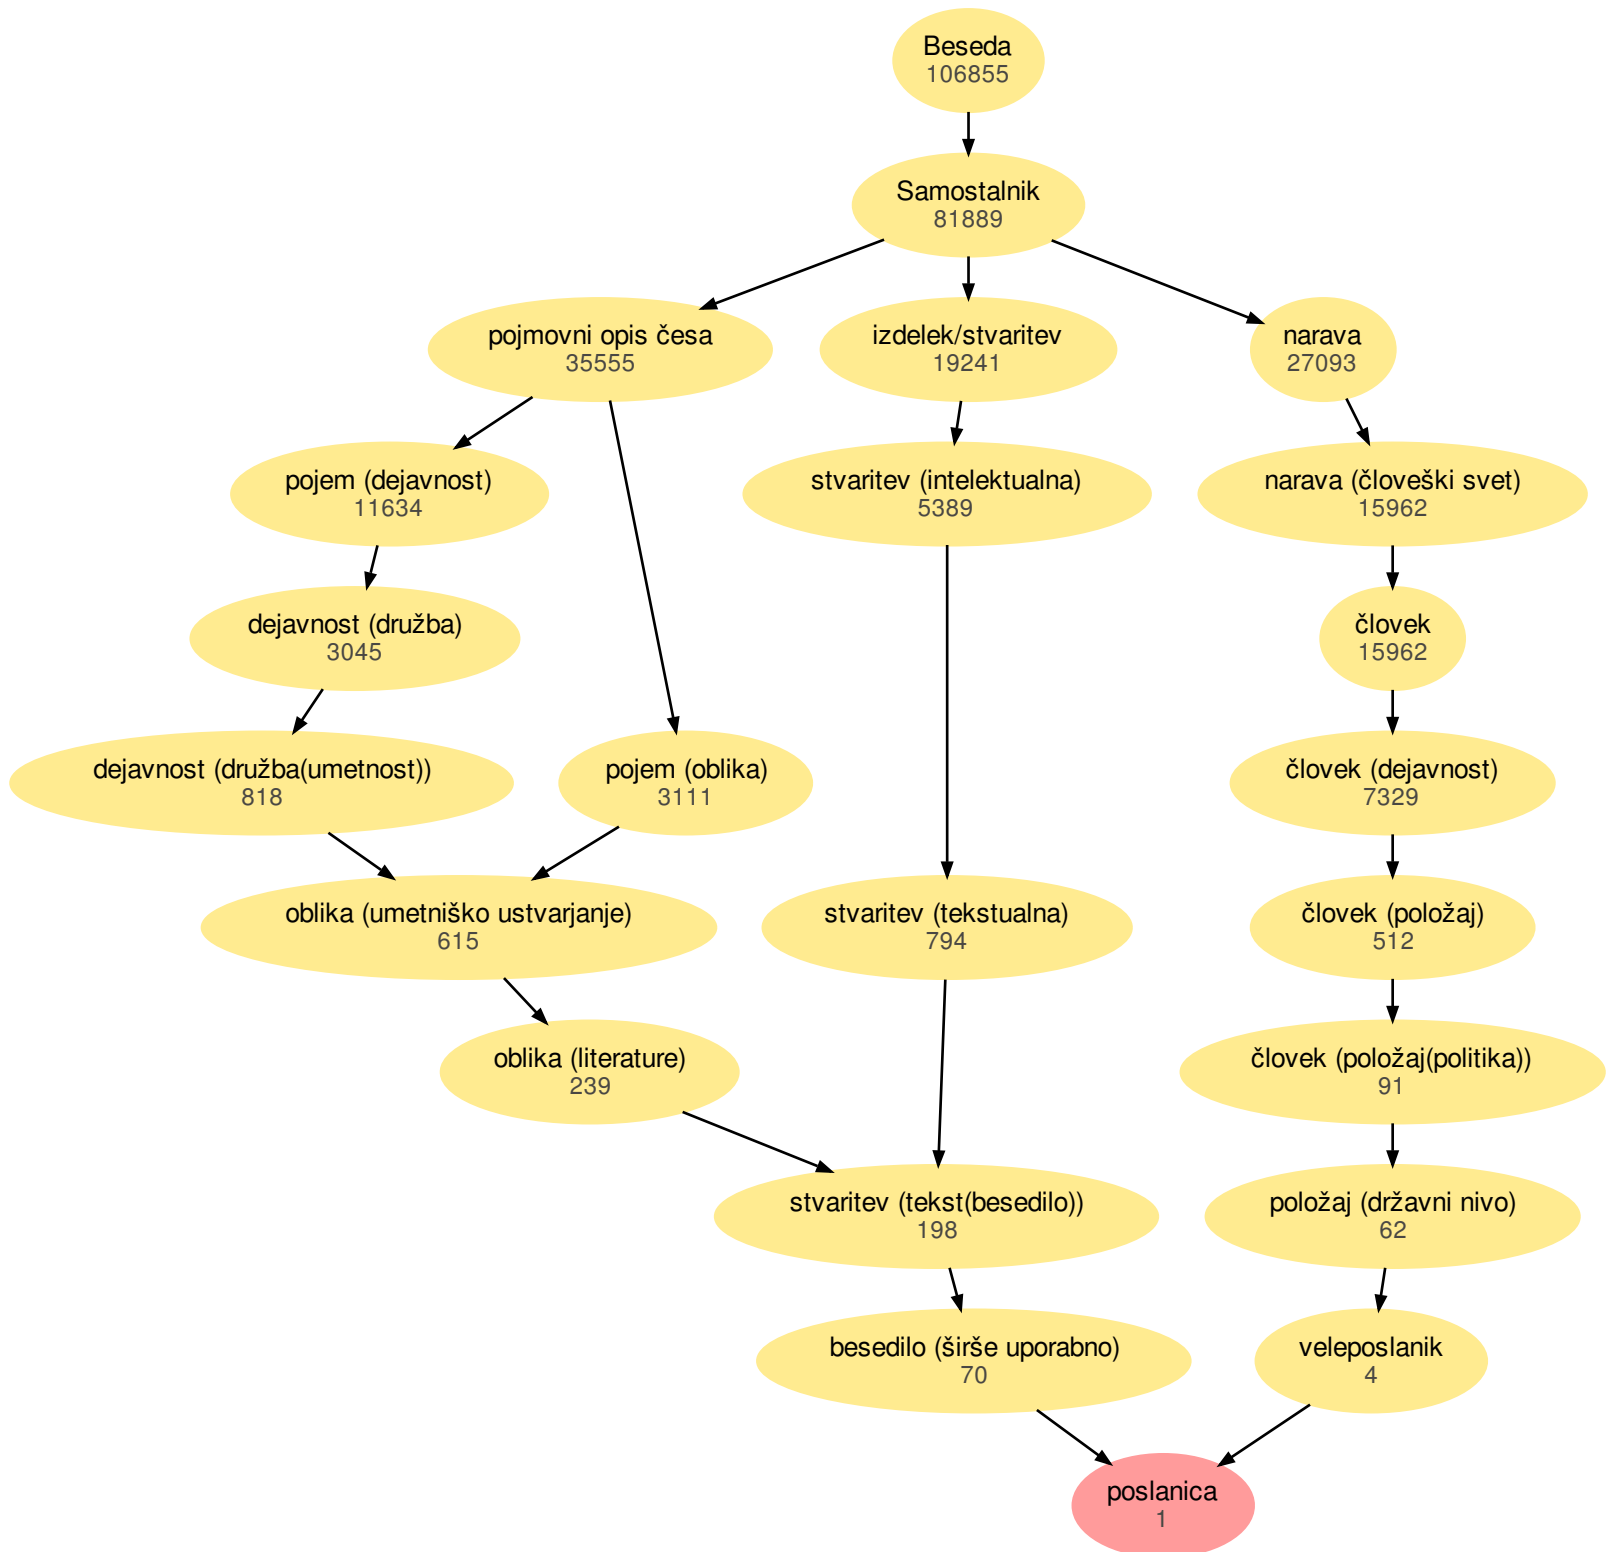 Beseda
106855
Samostalnik
81889
pojmovni opis česa
35555
izdelek/stvaritev
19241
narava
27093
pojem (dejavnost)
11634
stvaritev (intelektualna)
5389
narava (človeški svet)
15962
dejavnost (družba)
3045
človek
15962
dejavnost (družba(umetnost))
818
pojem (oblika)
3111
človek (dejavnost)
7329
oblika (umetniško ustvarjanje)
615
stvaritev (tekstualna)
794
človek (položaj)
512
oblika (literature)
239
človek (položaj(politika))
91
stvaritev (tekst(besedilo))
198
položaj (državni nivo)
62
besedilo (širše uporabno)
70
veleposlanik
4
poslanica
1